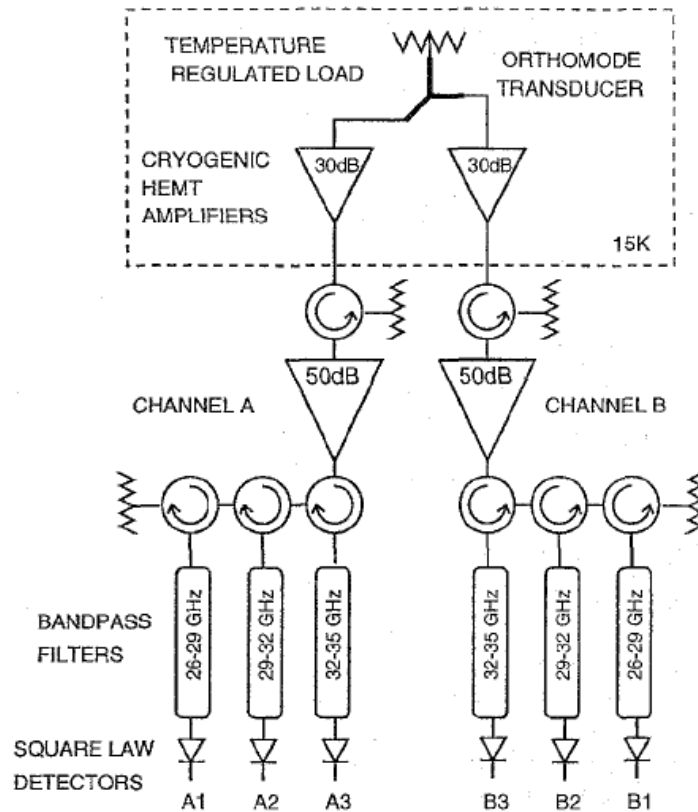 TEMPERATURE
REGULATED LOAD
ORTHOMODE
TRANSDUCER
CRYOGENIC
HEMT
AMPLIFIERS
30dB
30dB
15K
50dB
50dB
CHANNEL A
CHANNEL B
26-29 GHz
29-32 GHz
32-35 GHz
32-35 GHz
29-32 GHz
26-29 GHz
BANDPASS
FILTERS
SQUARE LAW
DETECTORS
A1
A2
A3
B3
B2
B1